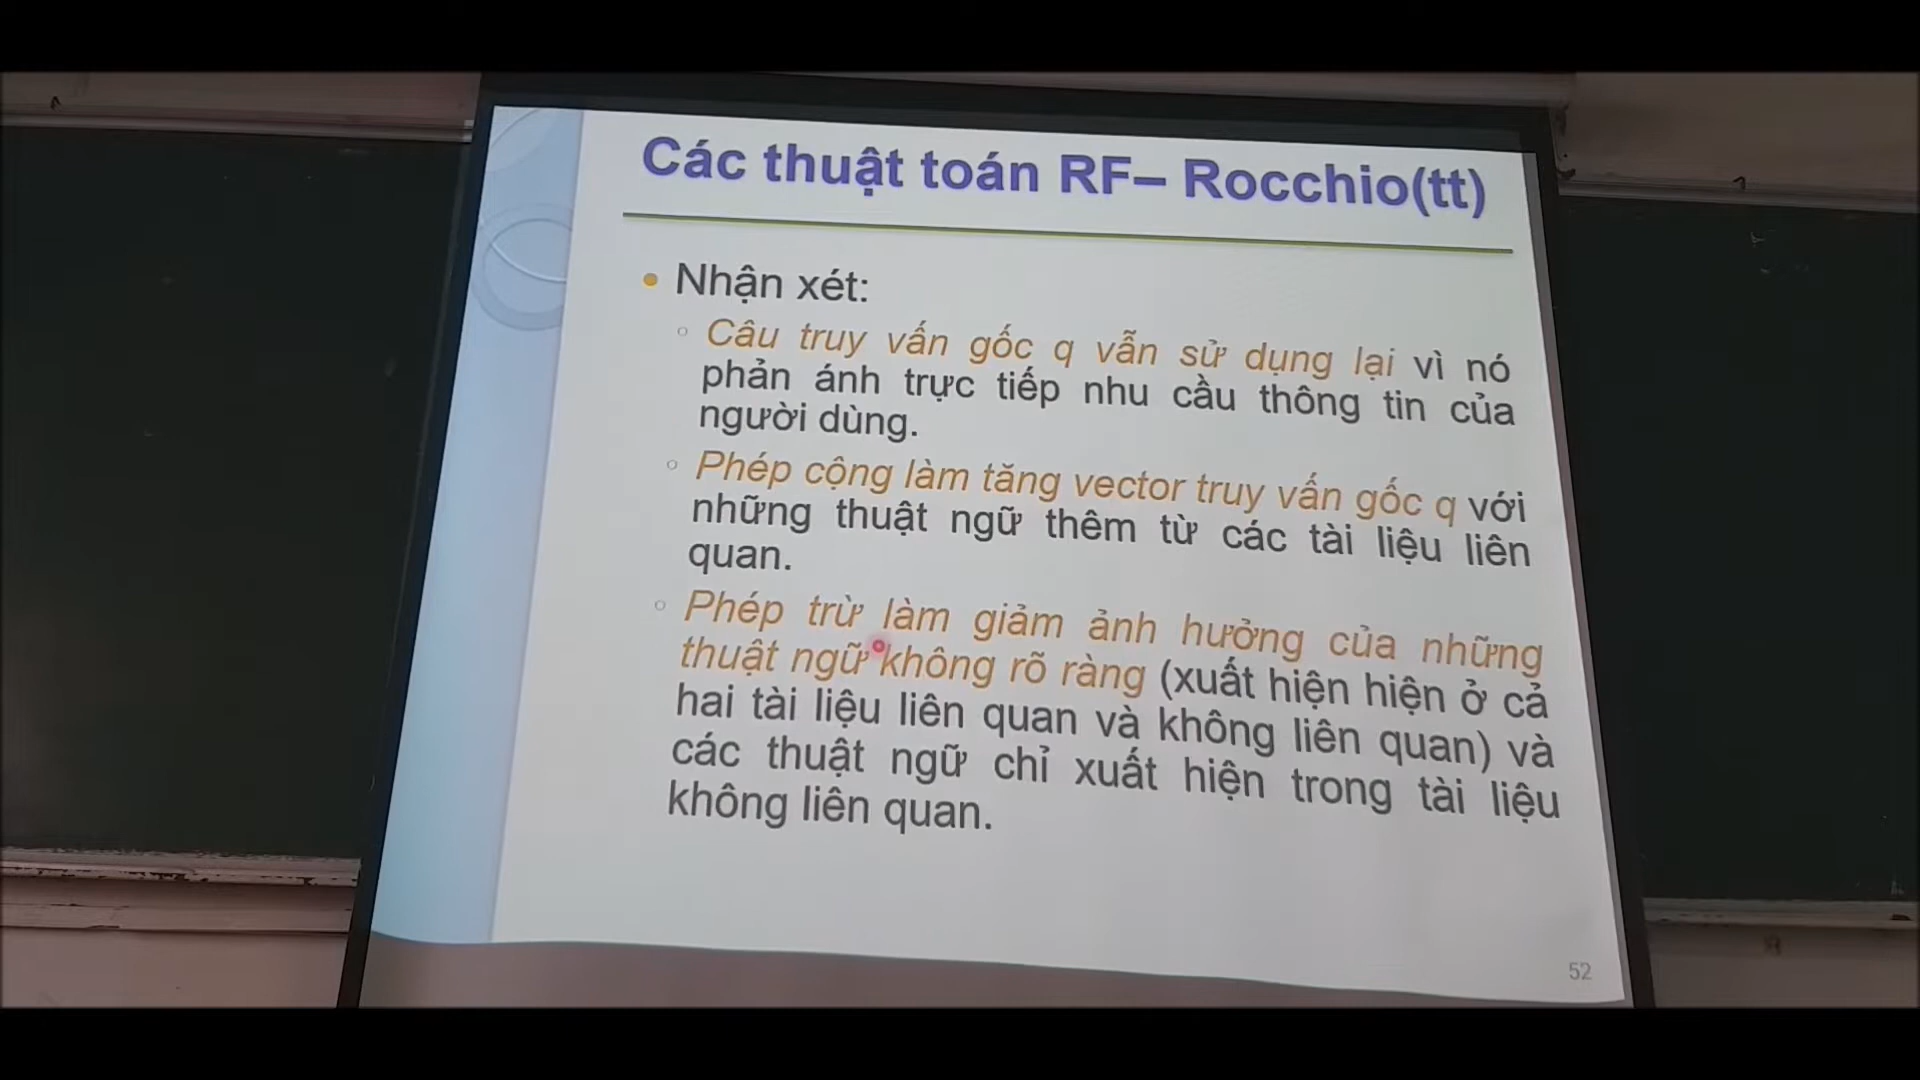 Các thuật toán RF– Rocchio(tt)
Nhận xét:
Câu truy vấn gốc q vẫn sử dụng lại vì nó
phản ánh trực tiếp nhu cầu thông tin của
người dùng.
Phép cộng làm tăng vector truy vấn gốc q với
những thuật ngữ thêm từ các tài liệu liên
quan.
Phép trừ làm giảm ảnh hưởng của những
thuật ngữ không rõ ràng (xuất hiện hiện ở cả
hai tài liệu liên quan và không liên quan) và
các thuật ngữ chỉ xuất hiện trong tài liệu
không liên quan.
52